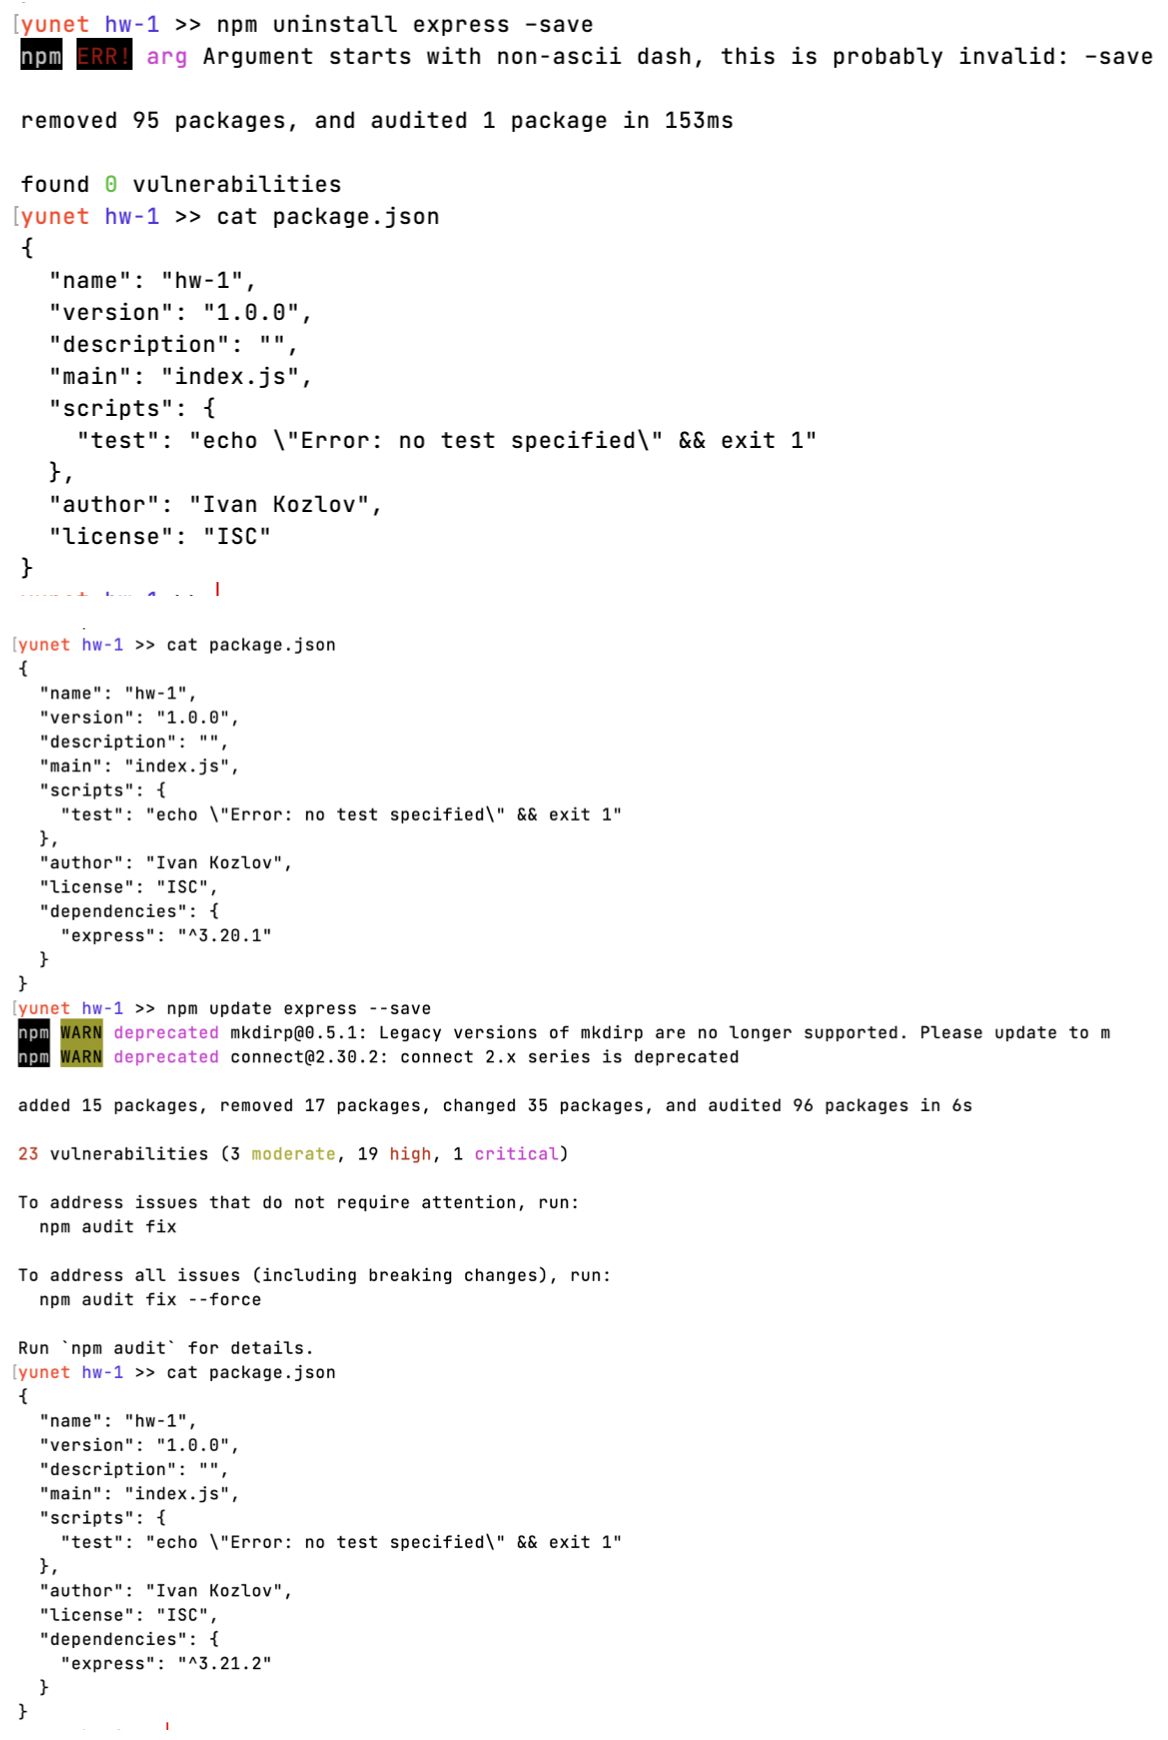 [yunet hw-1 >> npm uninstall express –save
npm ERR! arg Argument starts with non-ascii dash, this is probably invalid: –save
removed 95 packages, and audited 1 package in 153ms
found 0 vulnerabilities
[yunet hw-1 >> cat package.json
{
  "name": "hw-1",
  "version": "1.0.0",
  "description": "",
  "main": "index.js",
  "scripts": {
    "test": "echo \"Error: no test specified\" && exit 1"
  },
  "author": "Ivan Kozlov",
  "license": "ISC"
}
yunet hw-1 >>
[yunet hw-1 >> cat package.json
{
  "name": "hw-1",
  "version": "1.0.0",
  "description": "",
  "main": "index.js",
  "scripts": {
    "test": "echo \"Error: no test specified\" && exit 1"
  },
  "author": "Ivan Kozlov",
  "license": "ISC",
  "dependencies": {
    "express": "^3.20.1"
  }
}
[yunet hw-1 >> npm update express --save
npm WARN deprecated mkdirp@0.5.1: Legacy versions of mkdirp are no longer supported. Please update to m
npm WARN deprecated connect@2.30.2: connect 2.x series is deprecated
added 15 packages, removed 17 packages, changed 35 packages, and audited 96 packages in 6s
23 vulnerabilities (3 moderate, 19 high, 1 critical)
To address issues that do not require attention, run:
  npm audit fix
To address all issues (including breaking changes), run:
  npm audit fix --force
Run `npm audit` for details.
[yunet hw-1 >> cat package.json
{
  "name": "hw-1",
  "version": "1.0.0",
  "description": "",
  "main": "index.js",
  "scripts": {
    "test": "echo \"Error: no test specified\" && exit 1"
  },
  "author": "Ivan Kozlov",
  "license": "ISC",
  "dependencies": {
    "express": "^3.21.2"
  }
}